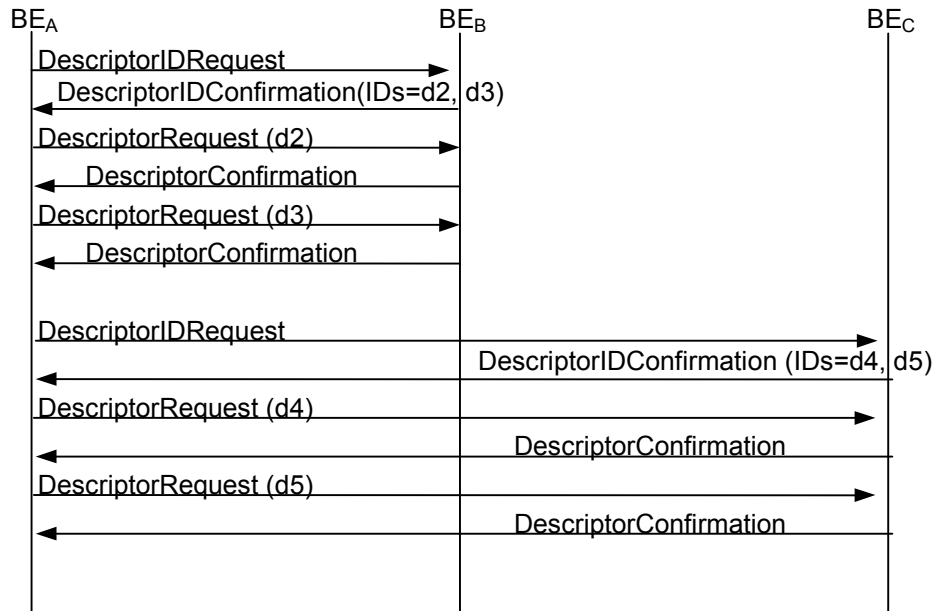 BEA BEB BEC
DescriptorIDRequest
DescriptorIDConfirmation(IDs=d2, d3)
DescriptorRequest (d2)
DescriptorConfirmation
DescriptorRequest (d3)
DescriptorConfirmation
DescriptorIDRequest
DescriptorIDConfirmation (IDs=d4, d5)
DescriptorRequest (d4)
DescriptorConfirmation
DescriptorRequest (d5)
DescriptorConfirmation